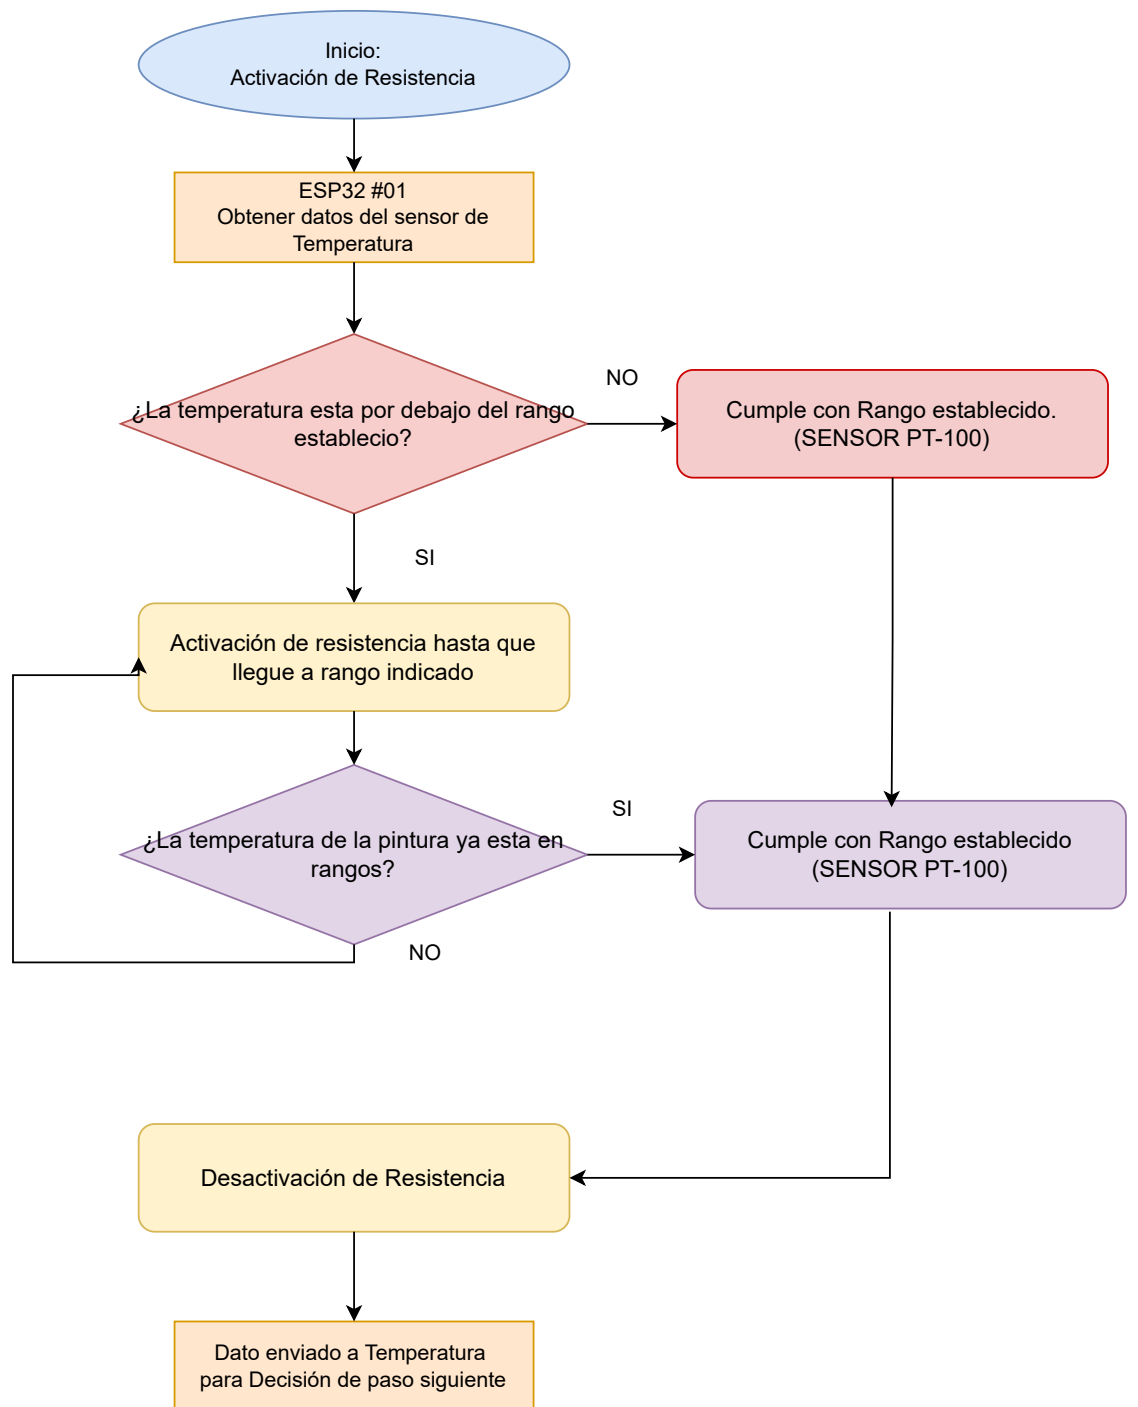 Inicio:
Activación de Resistencia
ESP32 #01
Obtener datos del sensor de
Temperatura
¿La temperatura esta por debajo del rango
establecio?
NO
Cumple con Rango establecido.
(SENSOR PT-100)
SI
Activación de resistencia hasta que
llegue a rango indicado
¿La temperatura de la pintura ya esta en
rangos?
SI
Cumple con Rango establecido
(SENSOR PT-100)
NO
Desactivación de Resistencia
Dato enviado a Temperatura
para Decisión de paso siguiente